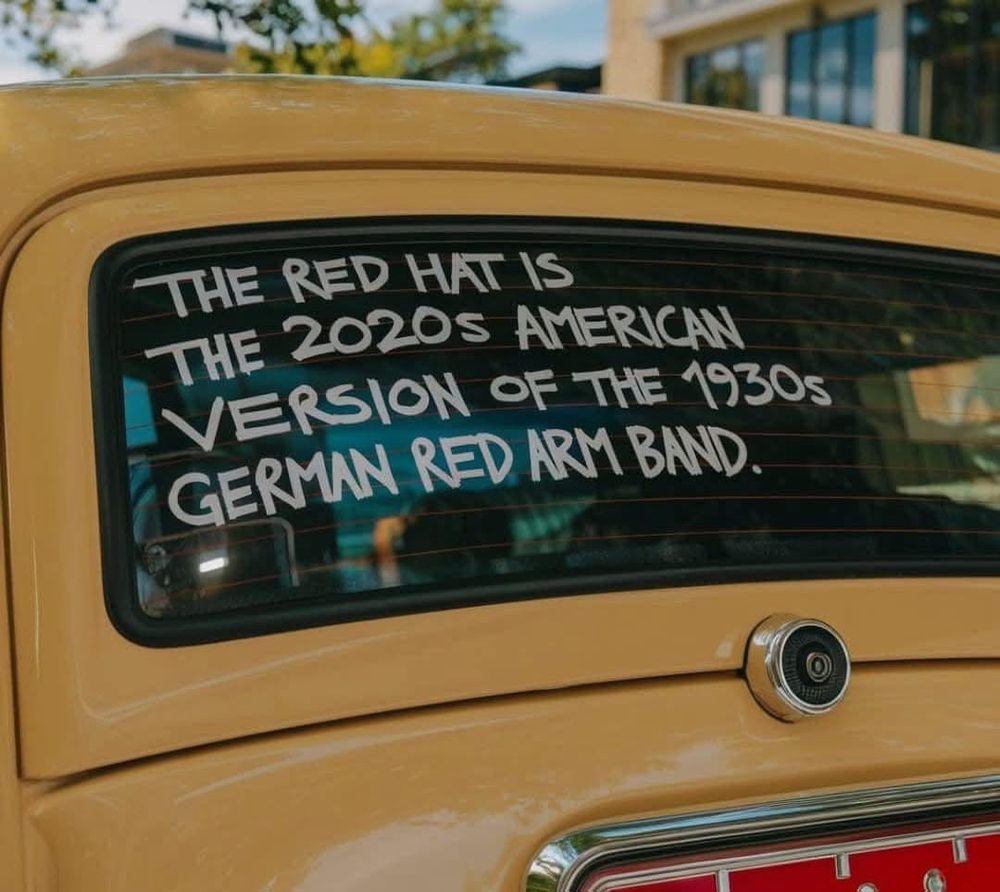 THE RED HAT IS
THE 2020s AMERICAN
VERSION OF THE 1930s
GERMAN RED ARM BAND.